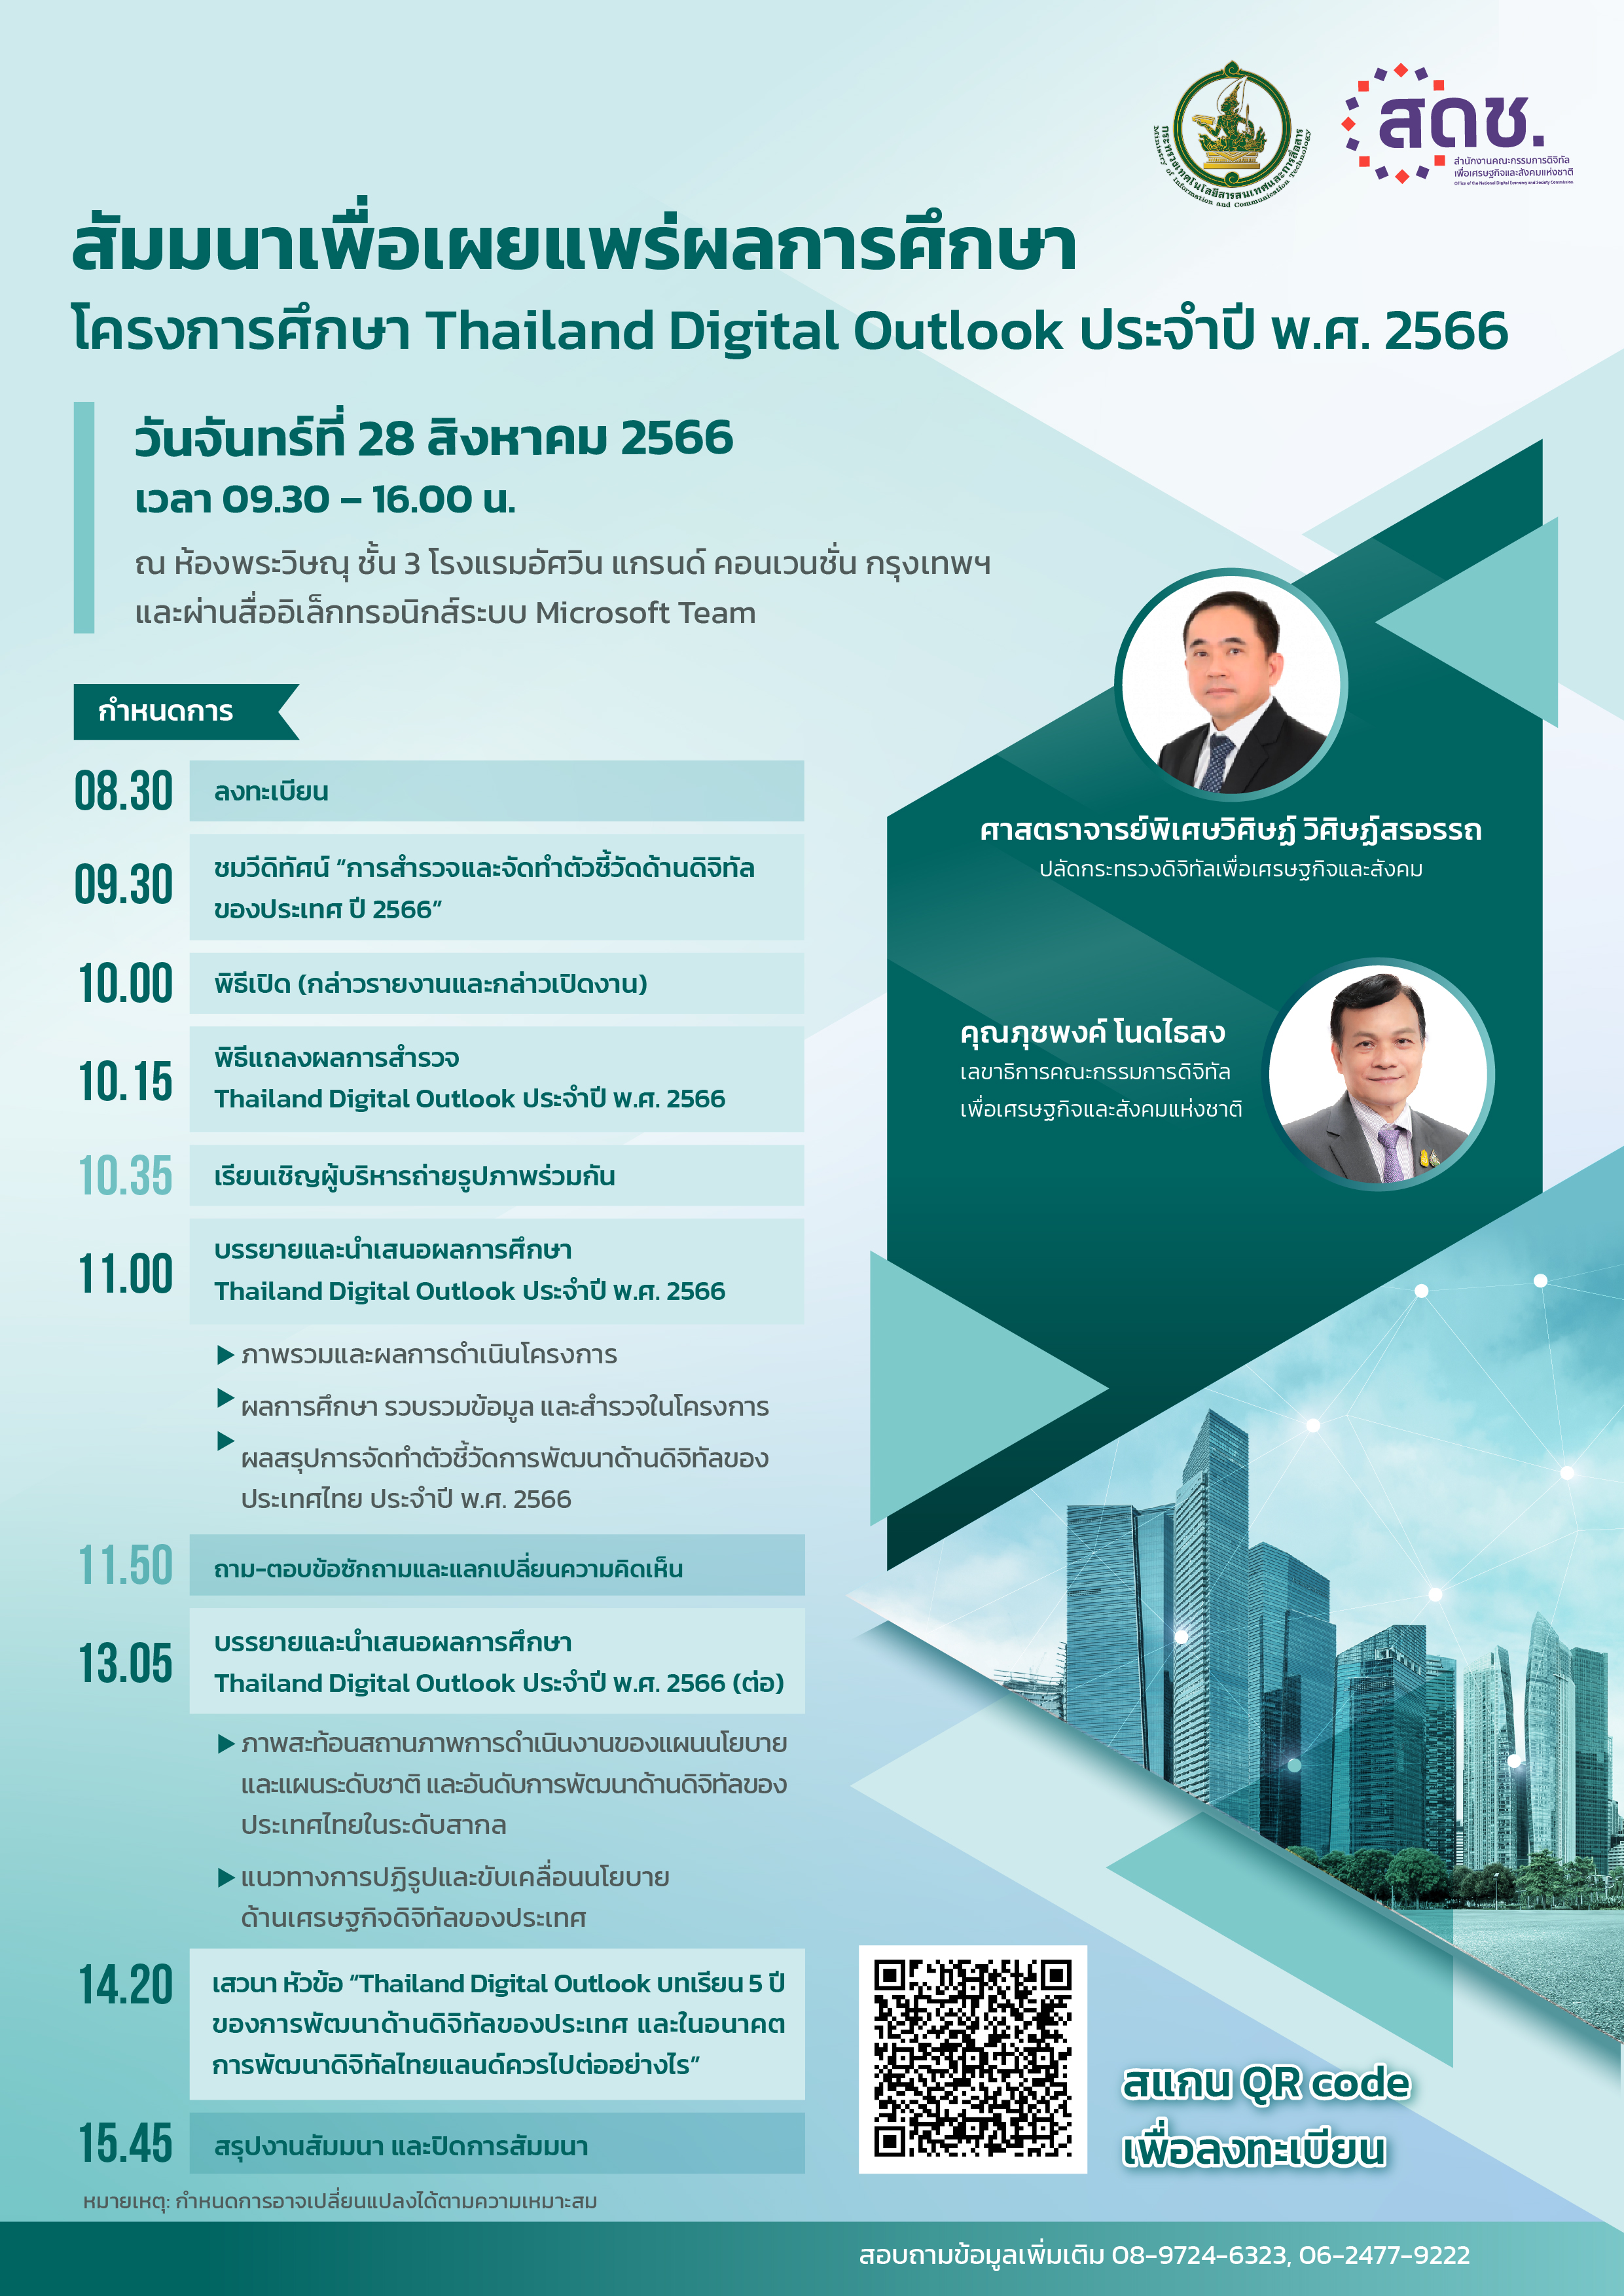 กระทรวงเทคโนโลยีสารสนเทศและการสื่อสาร
Ministry of Information and Communication Technology
สดช.
สำนักงานคณะกรรมการดิจิทัล
เพื่อเศรษฐกิจและสังคมแห่งชาติ
Office of the National Digital Economy and Society Commission
สัมมนาเพื่อเผยแพร่ผลการศึกษา
โครงการศึกษา Thailand Digital Outlook ประจำปี พ.ศ. 2566
วันจันทร์ที่ 28 สิงหาคม 2566
เวลา 09.30 – 16.00 น.
ณ ห้องพระวิษณุ ชั้น 3 โรงแรมอัศวิน แกรนด์ คอนเวนชั่น กรุงเทพฯ
และผ่านสื่ออิเล็กทรอนิกส์ระบบ Microsoft Team
กำหนดการ
08.30 ลงทะเบียน
09.30 ชมวีดิทัศน์ “การสำรวจและจัดทำตัวชี้วัดด้านดิจิทัล
ของประเทศ ปี 2566”
10.00 พิธีเปิด (กล่าวรายงานและกล่าวเปิดงาน)
10.15 พิธีแถลงผลการสำรวจ
Thailand Digital Outlook ประจำปี พ.ศ. 2566
10.35 เรียนเชิญผู้บริหารถ่ายรูปภาพร่วมกัน
11.00 บรรยายและนำเสนอผลการศึกษา
Thailand Digital Outlook ประจำปี พ.ศ. 2566
▶ ภาพรวมและผลการดำเนินโครงการ
▶ ผลการศึกษา รวบรวมข้อมูล และสำรวจในโครงการ
▶ ผลสรุปการจัดทำตัวชี้วัดการพัฒนาด้านดิจิทัลของ
ประเทศไทย ประจำปี พ.ศ. 2566
11.50 ถาม-ตอบข้อซักถามและแลกเปลี่ยนความคิดเห็น
13.05 บรรยายและนำเสนอผลการศึกษา
Thailand Digital Outlook ประจำปี พ.ศ. 2566 (ต่อ)
▶ ภาพสะท้อนสถานภาพการดำเนินงานของแผนนโยบาย
และแผนระดับชาติ และอันดับการพัฒนาด้านดิจิทัลของ
ประเทศไทยในระดับสากล
▶ แนวทางการปฏิรูปและขับเคลื่อนนโยบาย
ด้านเศรษฐกิจดิจิทัลของประเทศ
14.20 เสวนา หัวข้อ “Thailand Digital Outlook บทเรียน 5 ปี
ของการพัฒนาด้านดิจิทัลของประเทศ และในอนาคต
การพัฒนาดิจิทัลไทยแลนด์ควรไปต่ออย่างไร”
15.45 สรุปงานสัมมนา และปิดการสัมมนา
หมายเหตุ: กำหนดการอาจเปลี่ยนแปลงได้ตามความเหมาะสม
ศาสตราจารย์พิเศษวิศิษฏ์ วิศิษฏ์สรอรรถ
ปลัดกระทรวงดิจิทัลเพื่อเศรษฐกิจและสังคม
คุณภุชพงค์ โนดไธสง
เลขาธิการคณะกรรมการดิจิทัล
เพื่อเศรษฐกิจและสังคมแห่งชาติ
สแกน QR code
เพื่อลงทะเบียน
สอบถามข้อมูลเพิ่มเติม 08-9724-6323, 06-2477-9222